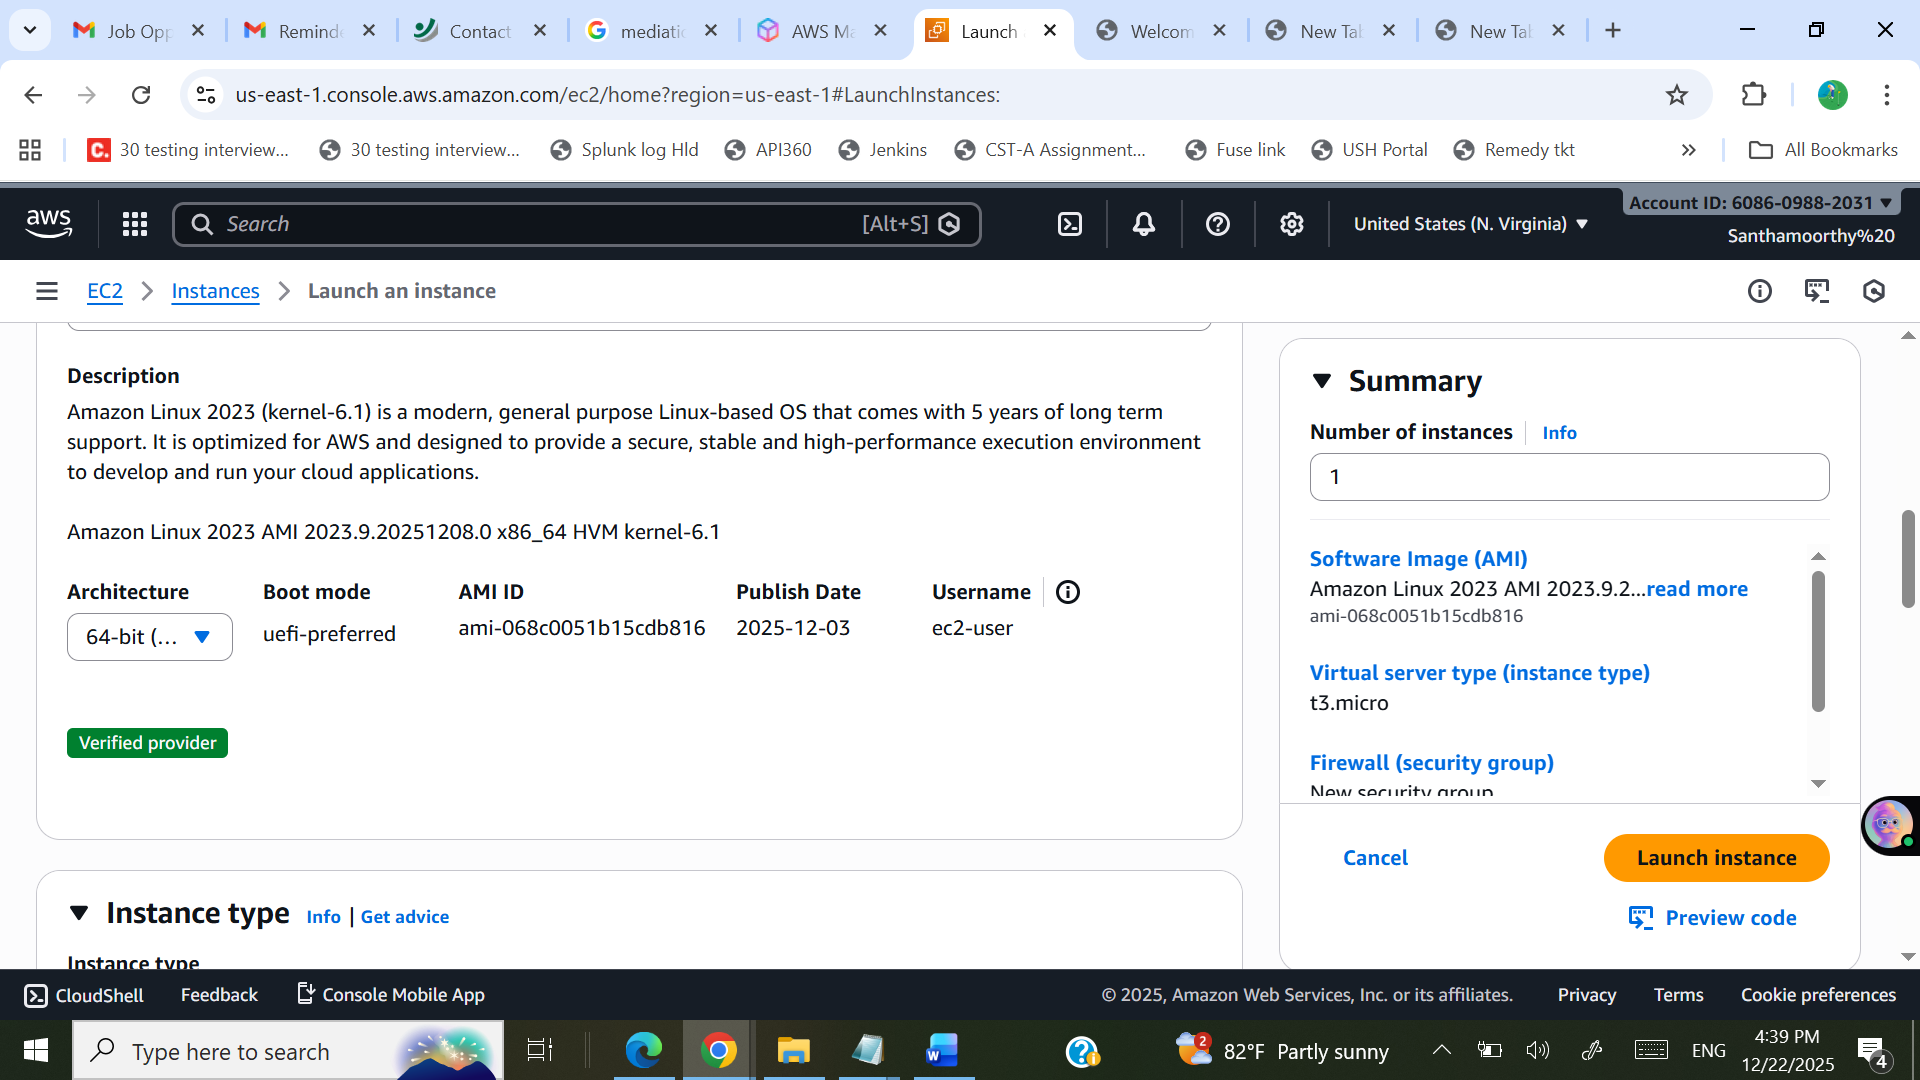 Job Opp
Remind
Contact
mediati
AWS Ma
Launch
Welcom
New Tab
New Tab
us-east-1.console.aws.amazon.com/ec2/home?region=us-east-1#LaunchInstances:
30 testing interview...
30 testing interview...
Splunk log Hld
API360
Jenkins
CST-A Assignment...
Fuse link
USH Portal
Remedy tkt
All Bookmarks
aws
Search
[Alt+S]
United States (N. Virginia)
Account ID: 6086-0988-2031
Santhamoorthy%20
EC2
Instances
Launch an instance
Description
Amazon Linux 2023 (kernel-6.1) is a modern, general purpose Linux-based OS that comes with 5 years of long term
support. It is optimized for AWS and designed to provide a secure, stable and high-performance execution environment
to develop and run your cloud applications.
Amazon Linux 2023 AMI 2023.9.20251208.0 x86_64 HVM kernel-6.1
Architecture
64-bit (...
Boot mode
uefi-preferred
AMI ID
ami-068c0051b15cdb816
Publish Date
2025-12-03
Username
ec2-user
Verified provider
Instance type
Info | Get advice
Instance type
Summary
Number of instances
Info
1
Software Image (AMI)
Amazon Linux 2023 AMI 2023.9.2...read more
ami-068c0051b15cdb816
Virtual server type (instance type)
t3.micro
Firewall (security group)
New security group
Cancel
Launch instance
Preview code
CloudShell
Feedback
Console Mobile App
© 2025, Amazon Web Services, Inc. or its affiliates.
Privacy
Terms
Cookie preferences
Type here to search
2
82°F Partly sunny
ENG
4:39 PM
12/22/2025
4